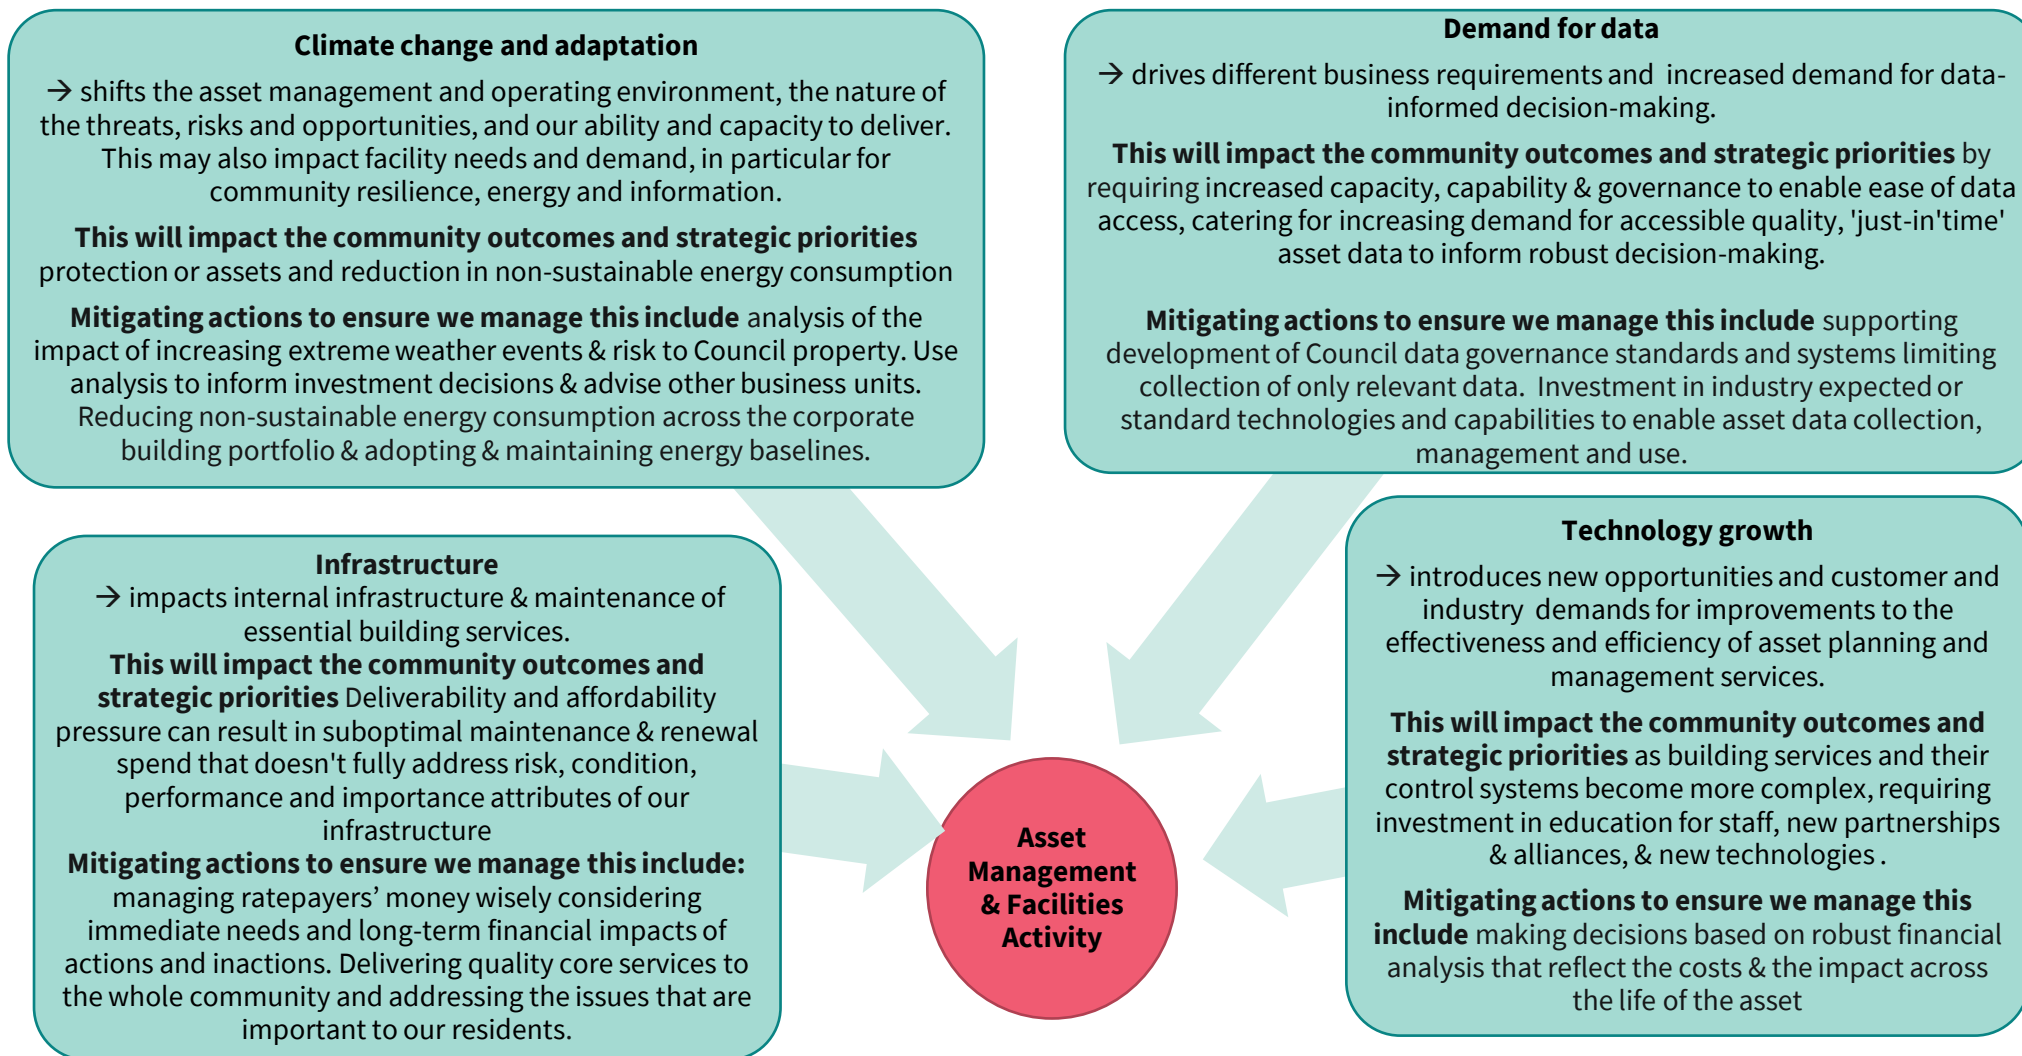 Climate change and adaptation
→ shifts the asset management and operating environment, the nature of
the threats, risks and opportunities, and our ability and capacity to deliver.
This may also impact facility needs and demand, in particular for
community resilience, energy and information.
This will impact the community outcomes and strategic priorities
protection or assets and reduction in non-sustainable energy consumption
Mitigating actions to ensure we manage this include analysis of the
impact of increasing extreme weather events & risk to Council property. Use
analysis to inform investment decisions & advise other business units.
Reducing non-sustainable energy consumption across the corporate
building portfolio & adopting & maintaining energy baselines.
Demand for data
→ drives different business requirements and increased demand for data-
informed decision-making.
This will impact the community outcomes and strategic priorities by
requiring increased capacity, capability & governance to enable ease of data
access, catering for increasing demand for accessible quality, 'just-in'time'
asset data to inform robust decision-making.
Mitigating actions to ensure we manage this include supporting
development of Council data governance standards and systems limiting
collection of only relevant data. Investment in industry expected or
standard technologies and capabilities to enable asset data collection,
management and use.
Infrastructure
→ impacts internal infrastructure & maintenance of
essential building services.
This will impact the community outcomes and
strategic priorities Deliverability and affordability
pressure can result in suboptimal maintenance & renewal
spend that doesn't fully address risk, condition,
performance and importance attributes of our
infrastructure
Mitigating actions to ensure we manage this include:
managing ratepayers’ money wisely considering
immediate needs and long-term financial impacts of
actions and inactions. Delivering quality core services to
the whole community and addressing the issues that are
important to our residents.
Asset
Management
& Facilities
Activity
Technology growth
→ introduces new opportunities and customer and
industry demands for improvements to the
effectiveness and efficiency of asset planning and
management services.
This will impact the community outcomes and
strategic priorities as building services and their
control systems become more complex, requiring
investment in education for staff, new partnerships
& alliances, & new technologies .
Mitigating actions to ensure we manage this
include making decisions based on robust financial
analysis that reflect the costs & the impact across
the life of the asset